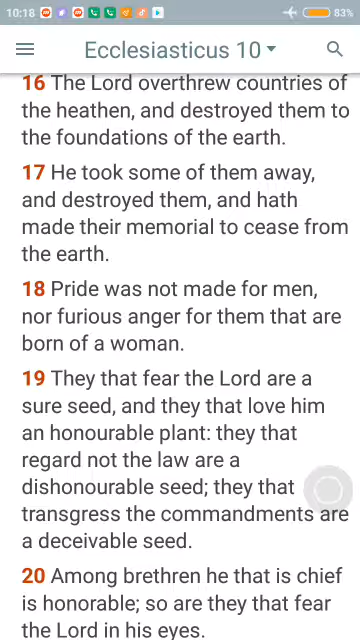 10:18
83%
Ecclesiasticus 10
16 The Lord overthrew countries of
the heathen, and destroyed them to
the foundations of the earth.
17 He took some of them away,
and destroyed them, and hath
made their memorial to cease from
the earth.
18 Pride was not made for men,
nor furious anger for them that are
born of a woman.
19 They that fear the Lord are a
sure seed, and they that love him
an honourable plant: they that
regard not the law are a
dishonourable seed; they that
transgress the commandments are
a deceivable seed.
20 Among brethren he that is chief
is honorable; so are they that fear
the Lord in his eyes.